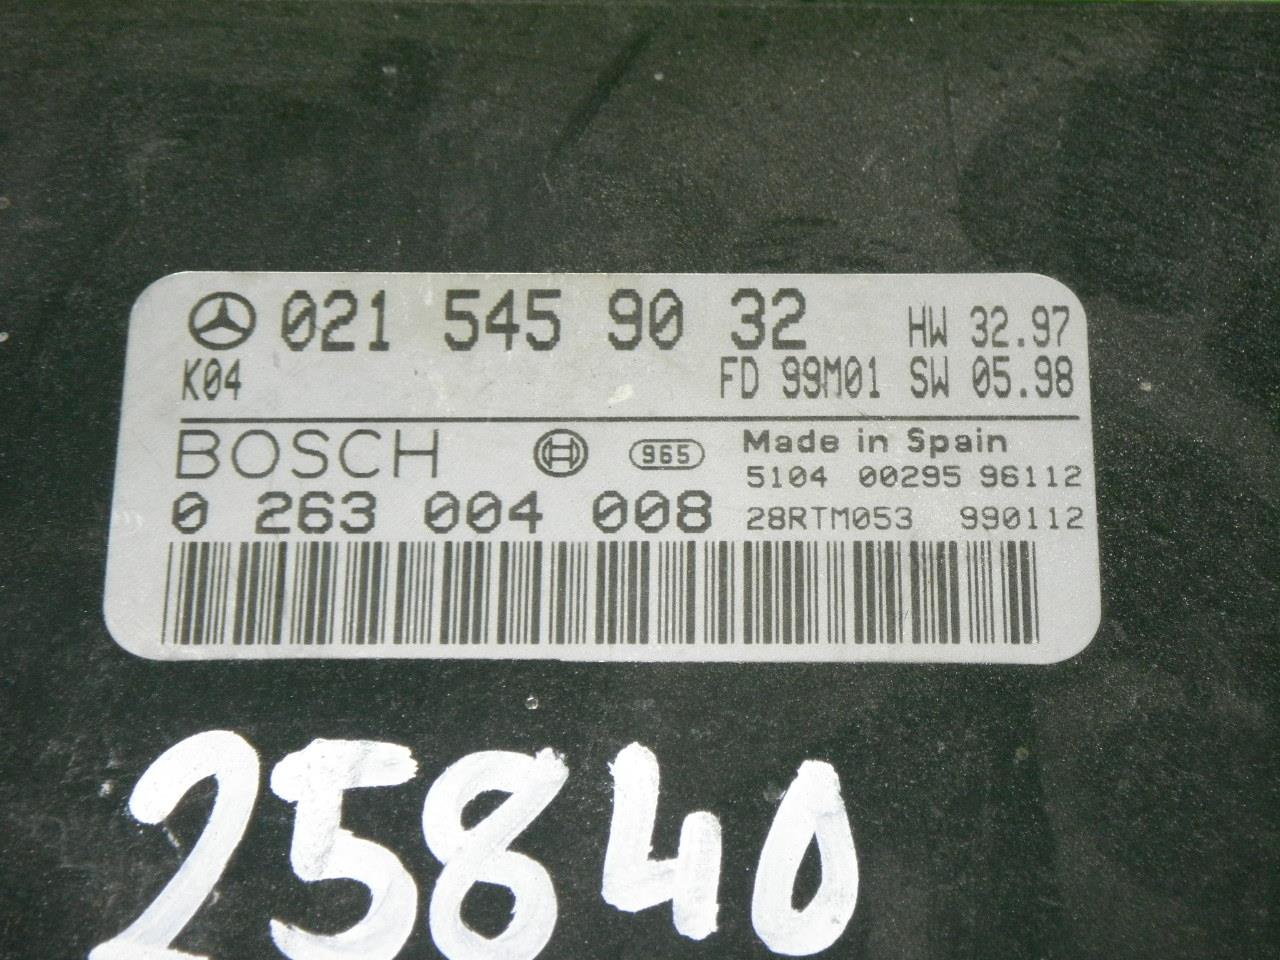 021 545 90 32 HW 32.97
K04 FD 99M01 SW 05.98
BOSCH 965 Made in Spain
5104 00295 96112
0 263 004 008 28RTM053 990112
25840